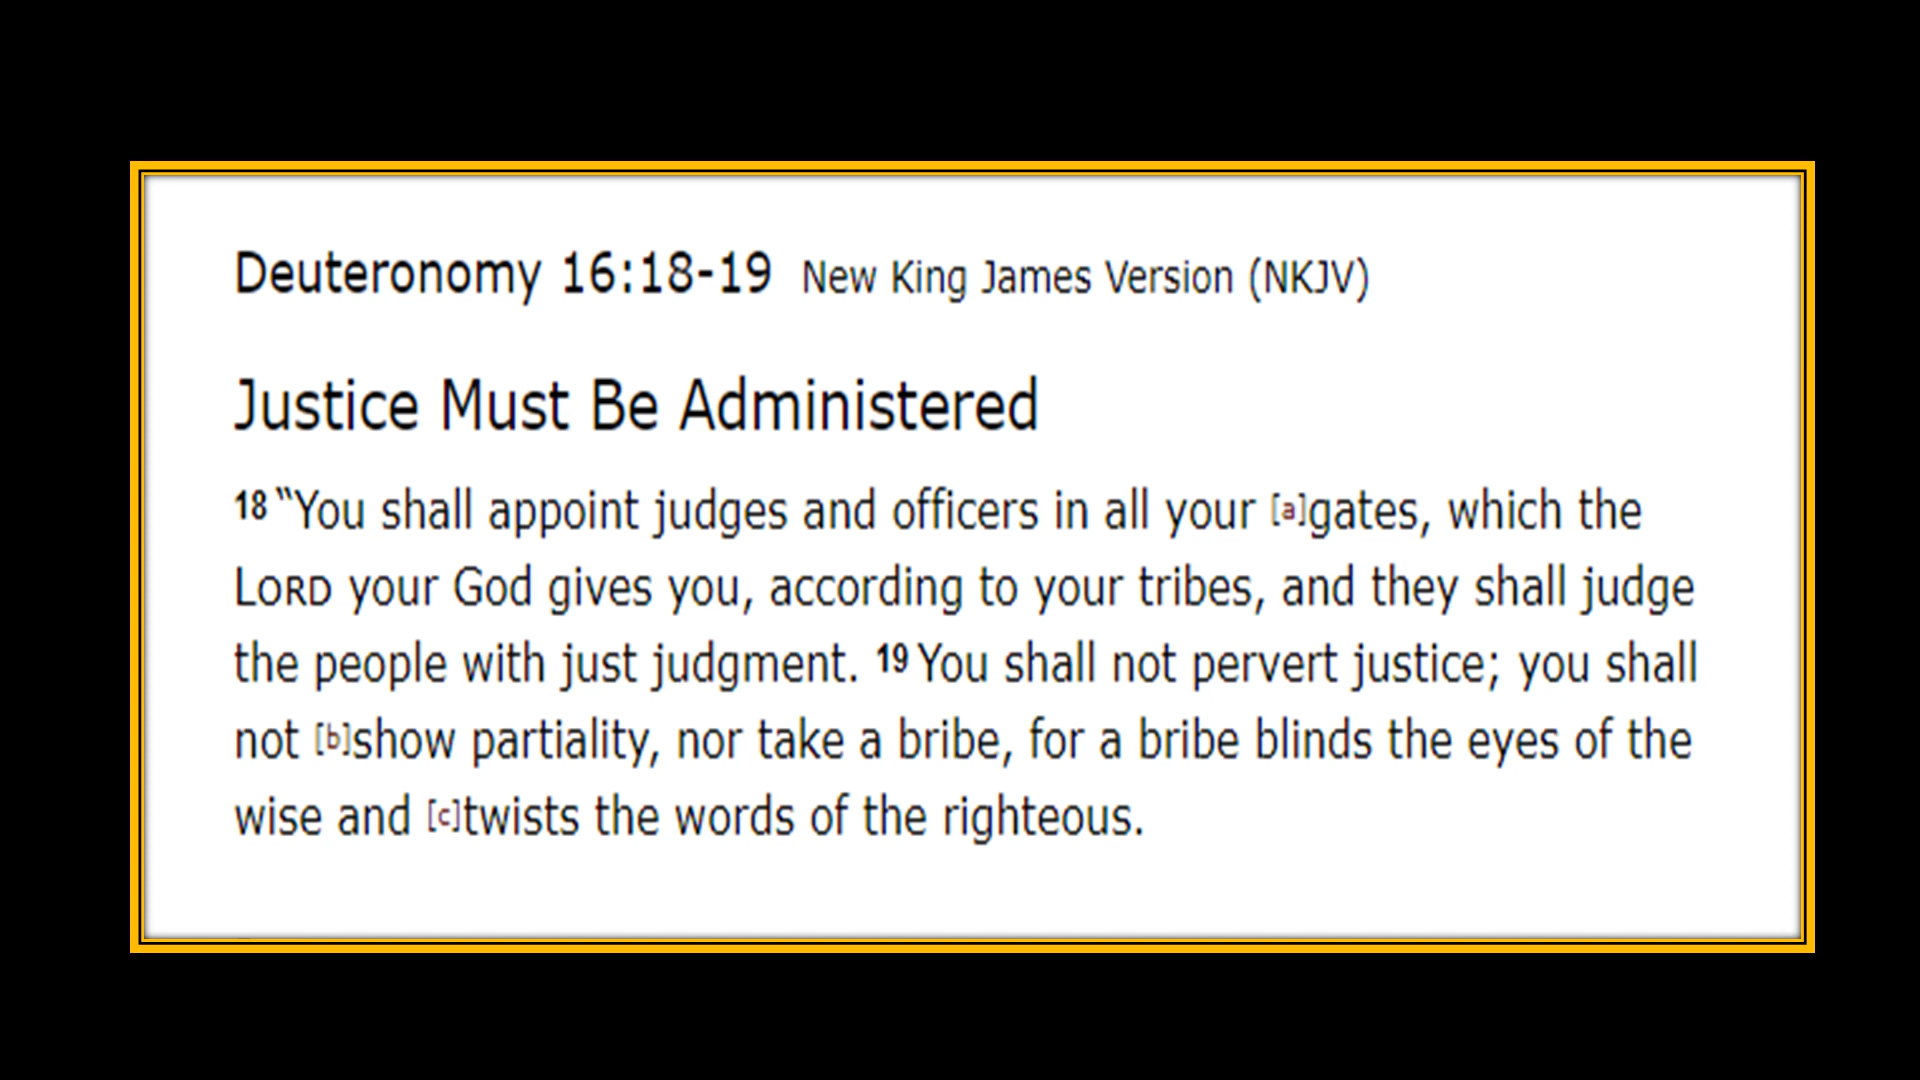 Deuteronomy 16:18-19 New King James Version (NKJV)
Justice Must Be Administered
18 “You shall appoint judges and officers in all your [a]gates, which the
LORD your God gives you, according to your tribes, and they shall judge
the people with just judgment. 19 You shall not pervert justice; you shall
not [b]show partiality, nor take a bribe, for a bribe blinds the eyes of the
wise and [c]twists the words of the righteous.